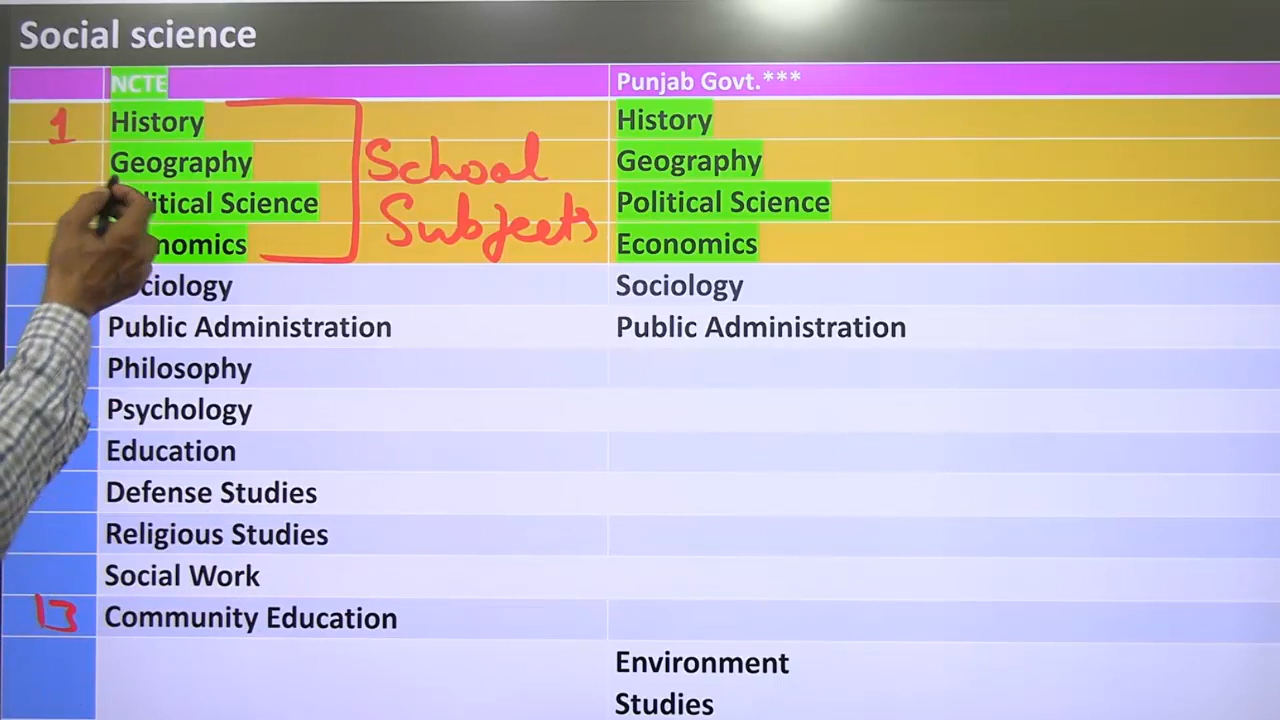 Social science
NCTE Punjab Govt.***
1 History History
Geography Geography
School
Science Political Science
Subjects
Economics
Sociology
Public Administration Public Administration
Philosophy
Psychology
Education
Defense Studies
Religious Studies
Social Work
13 Community Education
Environment
Studies